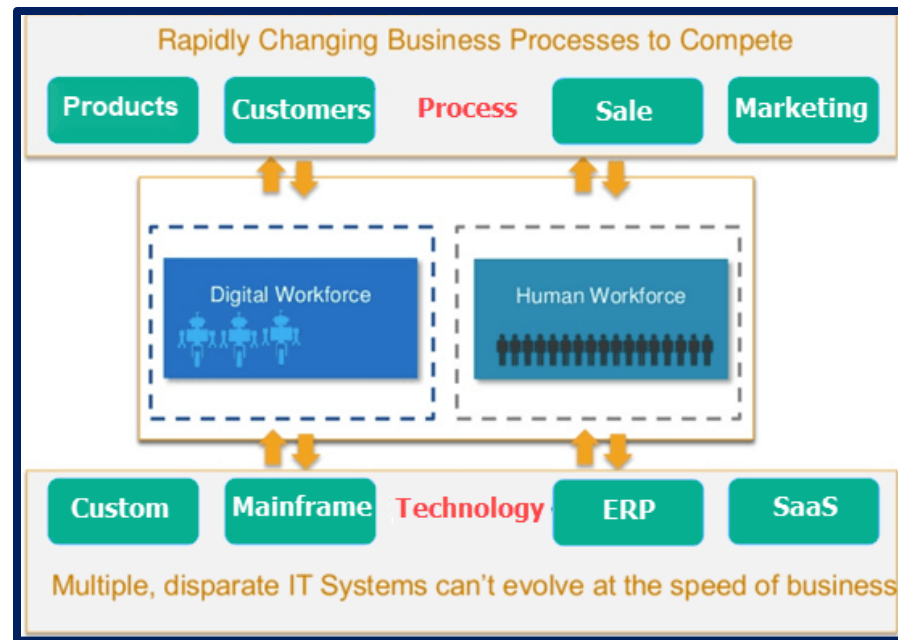 Rapidly Changing Business Processes to Compete
Products Customers Process Sale Marketing
Digital Workforce Human Workforce
Custom Mainframe Technology ERP SaaS
Multiple, disparate IT Systems can't evolve at the speed of business